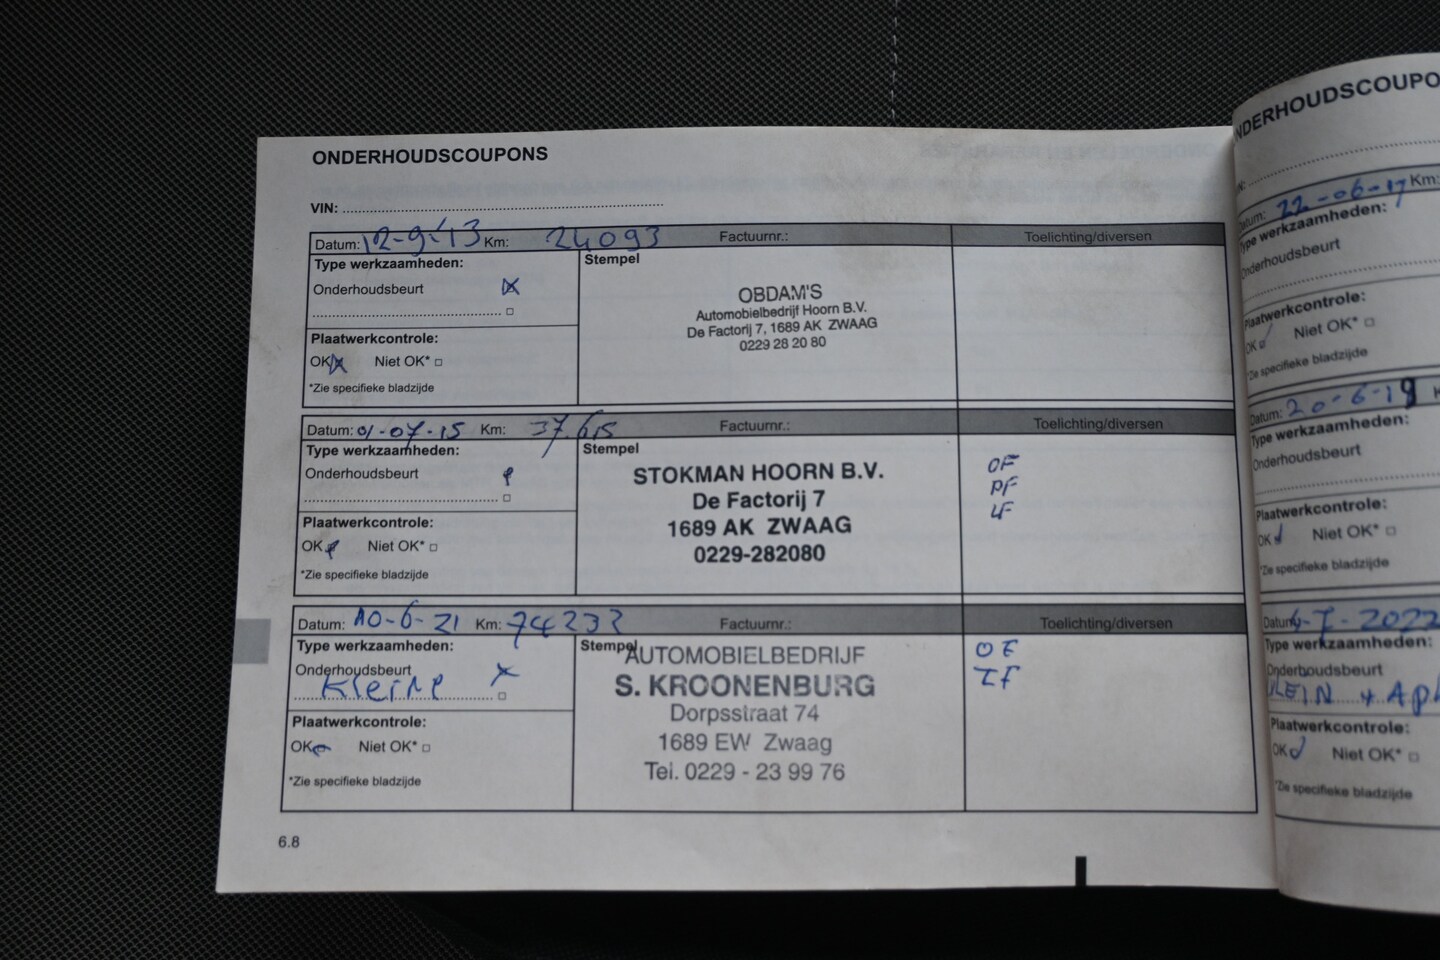 ONDERHOUDSCOUPONS
VIN: ....................
Datum: 12-9-'13 Km: 24093 Factuurnr.: Toelichting/diversen
Type werkzaamheden:
Onderhoudsbeurt
Stempel
OBDAM'S
Automobielbedrijf Hoorn B.V.
De Factorij 7, 1689 AK ZWAAG
0229 28 20 80
Plaatwerkcontrole:
OK Niet OK*
*Zie specifieke bladzijde
Datum: 01-07-15 Km: 37.615 Factuurnr.: Toelichting/diversen
Type werkzaamheden:
Onderhoudsbeurt
Stempel
STOKMAN HOORN B.V.
De Factorij 7
1689 AK ZWAAG
0229-282080
OF
PF
LF
Plaatwerkcontrole:
OK Niet OK*
*Zie specifieke bladzijde
Datum: 10-6-21 Km: 74232 Factuurnr.: Toelichting/diversen
Type werkzaamheden:
Onderhoudsbeurt
Kleine
Stempel
AUTOMOBIELBEDRIJF
S. KROONENBURG
Dorpsstraat 74
1689 EW Zwaag
Tel. 0229 - 23 99 76
OF
IF
Plaatwerkcontrole:
OK Niet OK*
*Zie specifieke bladzijde
6.8
NDERHOUDSCOUPO
Datum: 22-06-17 Km:
Type werkzaamheden:
Onderhoudsbeurt
Plaatwerkcontrole:
OK Niet OK*
*Zie specifieke bladzijde
Datum: 20-6-19 K
Type werkzaamheden:
Onderhoudsbeurt
Plaatwerkcontrole:
OK Niet OK*
*Zie specifieke bladzijde
Datum: 4-7-2022
Type werkzaamheden:
Onderhoudsbeurt
KLEIN +
Plaatwerkcontrole:
OK Niet OK*
*Zie specifieke bladzijde